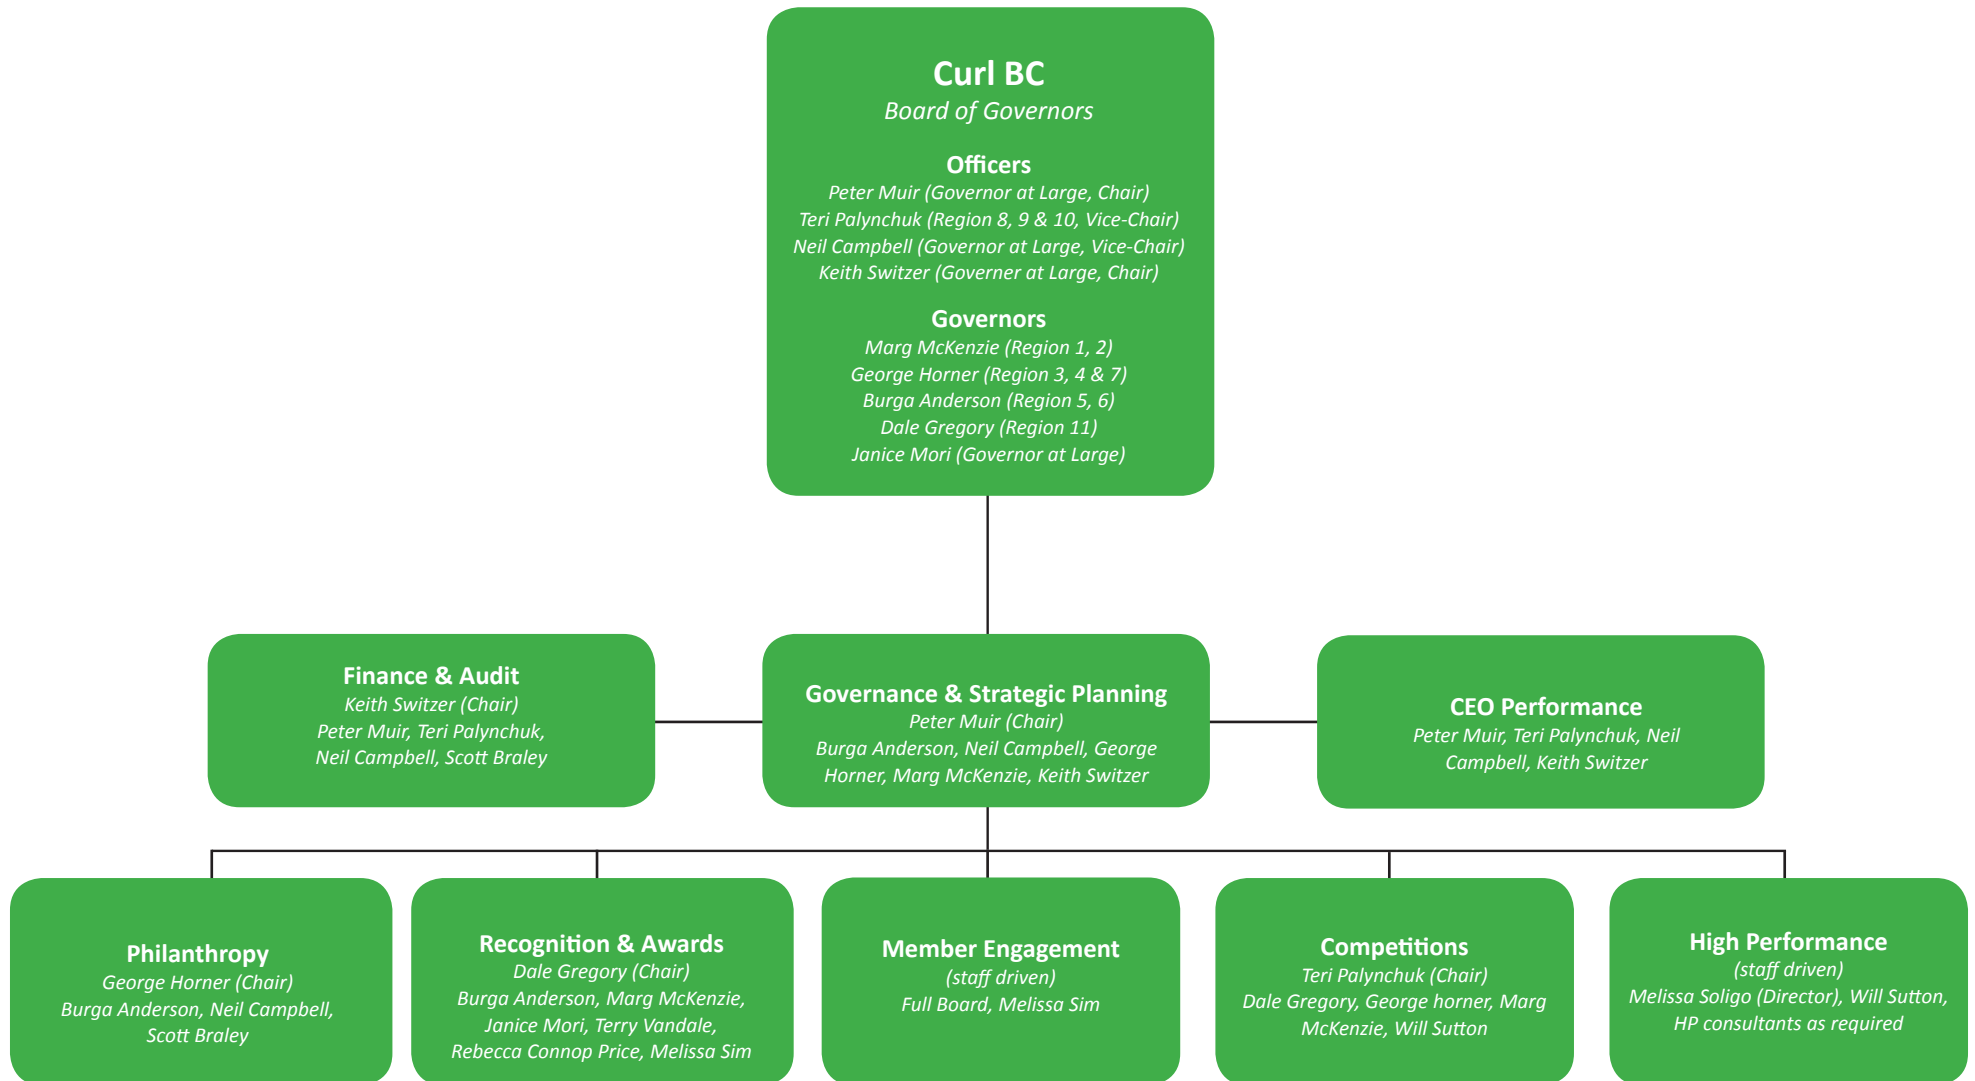 Curl BC
Board of Governors
Officers
Peter Muir (Governor at Large, Chair)
Teri Palynchuk (Region 8, 9 & 10, Vice-Chair)
Neil Campbell (Governor at Large, Vice-Chair)
Keith Switzer (Governer at Large, Chair)
Governors
Marg McKenzie (Region 1, 2)
George Horner (Region 3, 4 & 7)
Burga Anderson (Region 5, 6)
Dale Gregory (Region 11)
Janice Mori (Governor at Large)
Finance & Audit
Keith Switzer (Chair)
Peter Muir, Teri Palynchuk,
Neil Campbell, Scott Braley
Governance & Strategic Planning
Peter Muir (Chair)
Burga Anderson, Neil Campbell, George
Horner, Marg McKenzie, Keith Switzer
CEO Performance
Peter Muir, Teri Palynchuk, Neil
Campbell, Keith Switzer
Philanthropy
George Horner (Chair)
Burga Anderson, Neil Campbell,
Scott Braley
Recognition & Awards
Dale Gregory (Chair)
Burga Anderson, Marg McKenzie,
Janice Mori, Terry Vandale,
Rebecca Connop Price, Melissa Sim
Member Engagement
(staff driven)
Full Board, Melissa Sim
Competitions
Teri Palynchuk (Chair)
Dale Gregory, George horner, Marg
McKenzie, Will Sutton
High Performance
(staff driven)
Melissa Soligo (Director), Will Sutton,
HP consultants as required